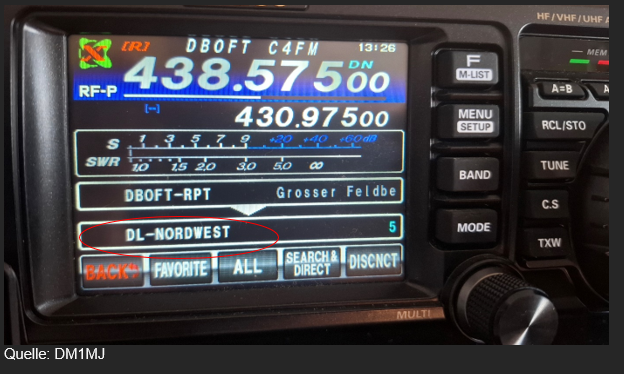 HF/VHF/UHF
[R] DB0FT C4FM 13:26
DN
438.57500
RF-P
430.97500
S 1 3 5 7 9 +20 +40 +60dB
SWR 1.0 1.5 2.0 3.0 5.0 ∞
DB0FT-RPT Grosser Feldbe
DL-NORDWEST 5
BACK FAVORITE ALL SEARCH& DIRECT DISCNCT
F
M-LIST
MENU
SETUP
BAND
MODE
MEM
A=B
RCL/STO
TUNE
C.S
TXW
MULTI
Quelle: DM1MJ